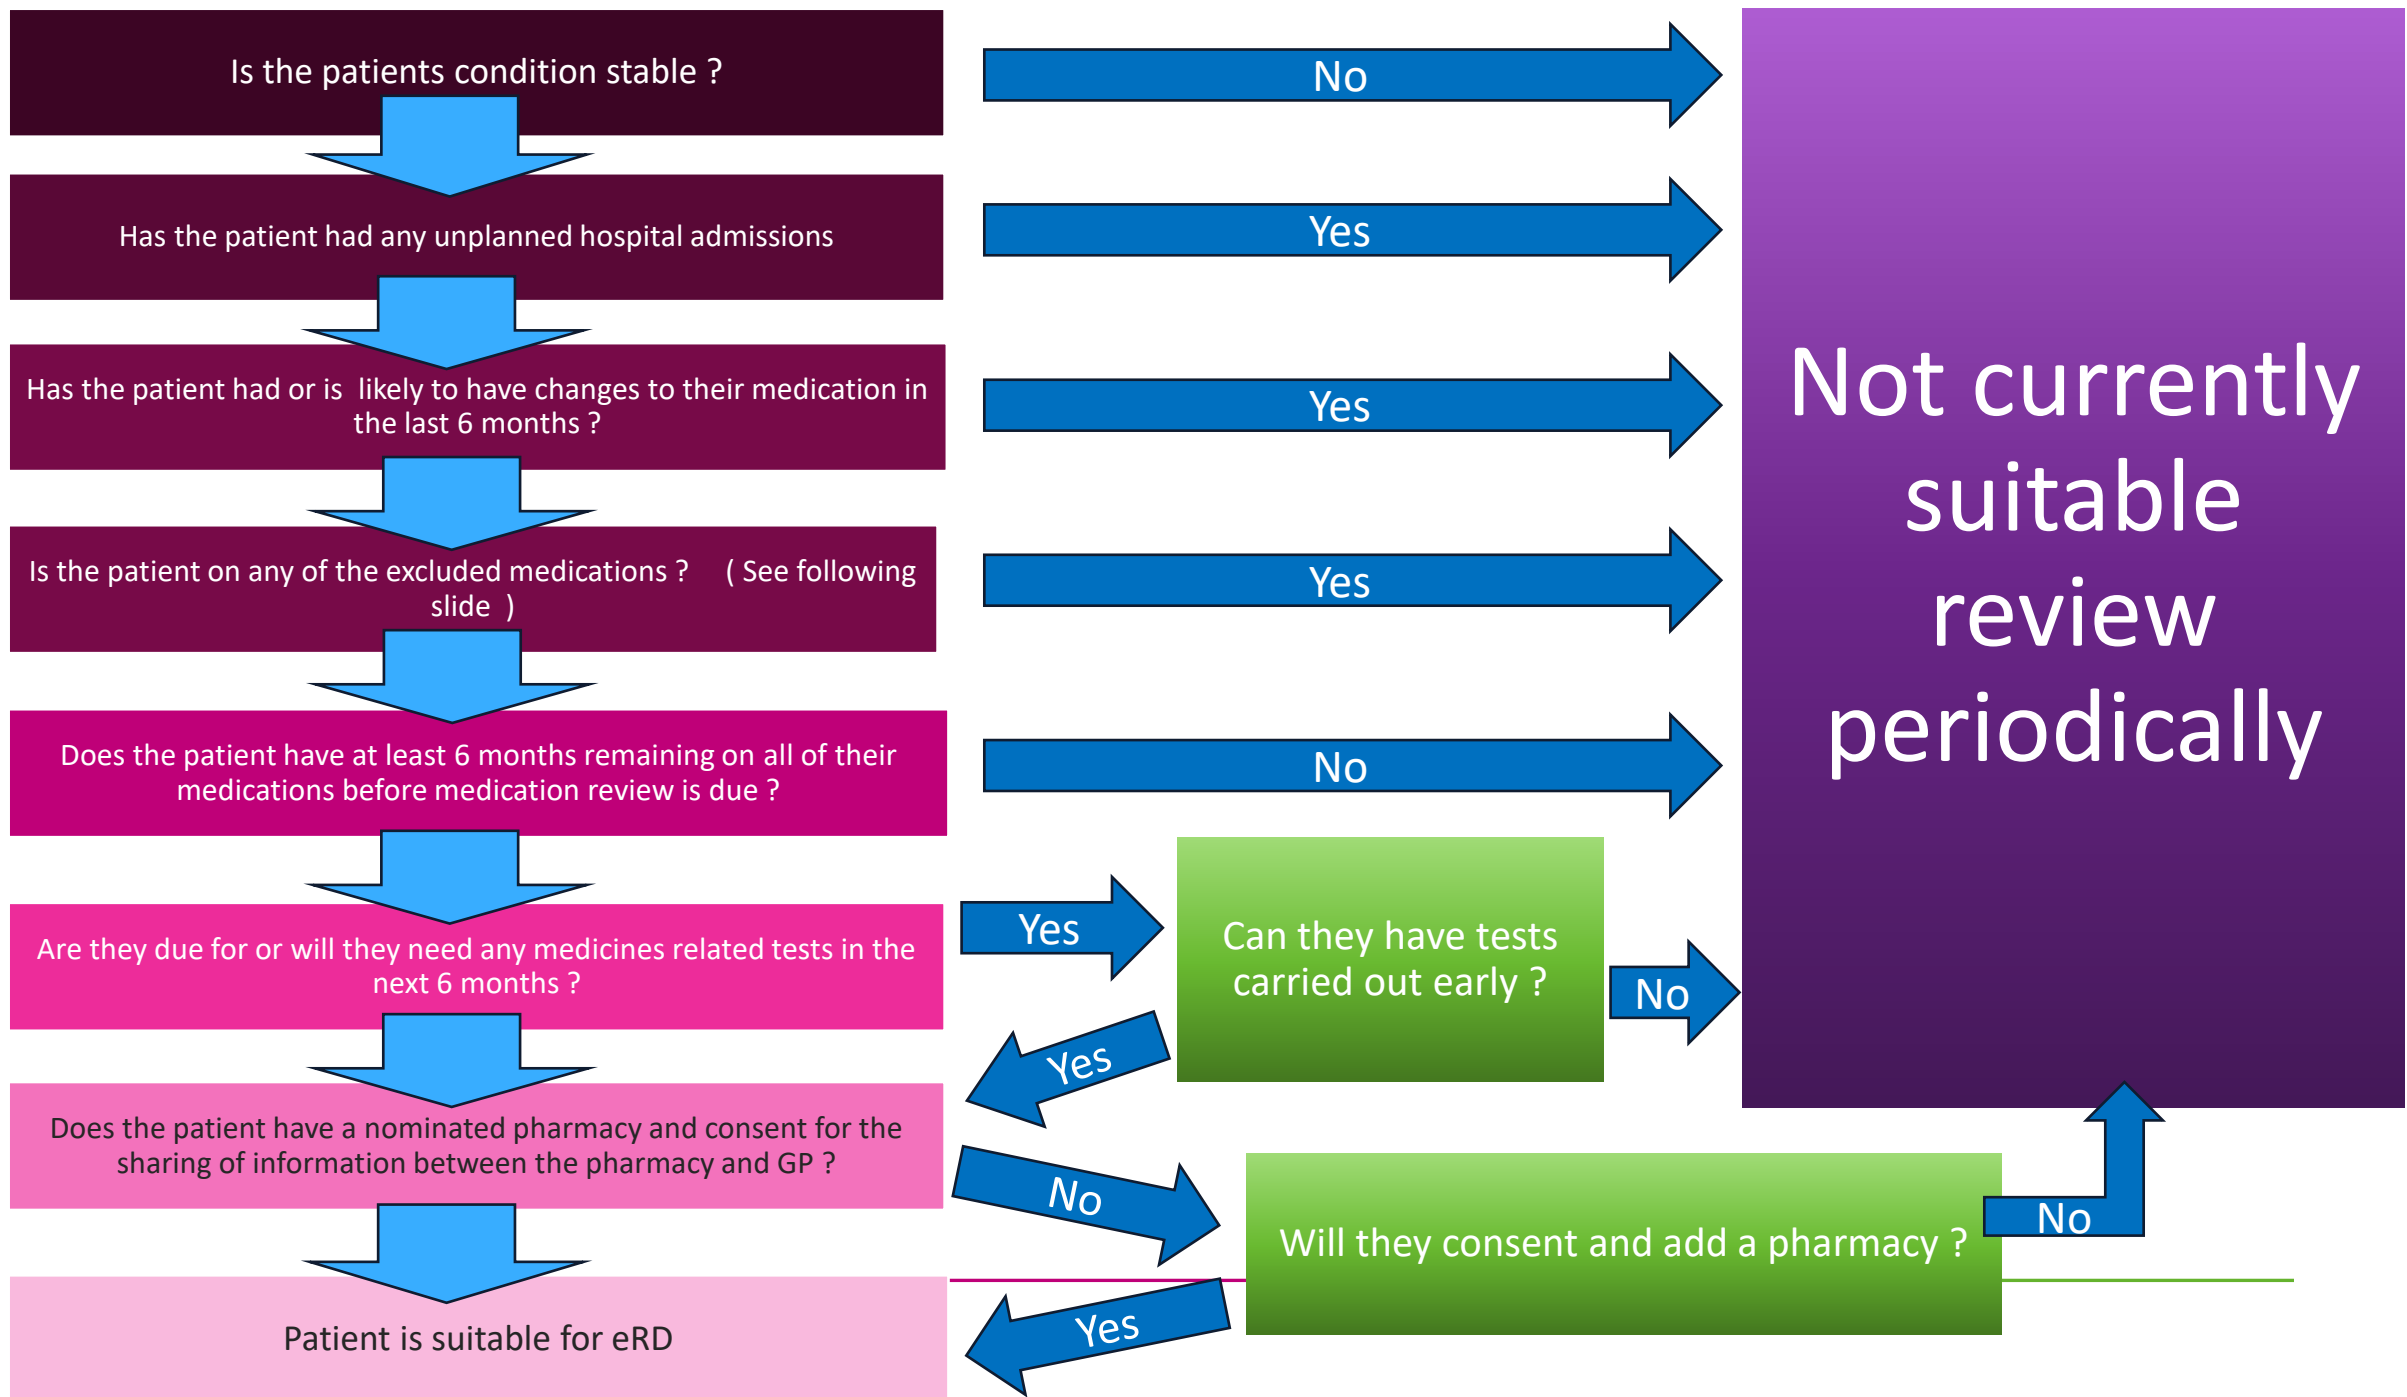 Is the patients condition stable ?
No
Has the patient had any unplanned hospital admissions
Yes
Has the patient had or is likely to have changes to their medication in
the last 6 months ?
Yes
Is the patient on any of the excluded medications ? ( See following
slide )
Yes
Does the patient have at least 6 months remaining on all of their
medications before medication review is due ?
No
Not currently
suitable
review
periodically
Are they due for or will they need any medicines related tests in the
next 6 months ?
Yes
Can they have tests
carried out early ?
No
Yes
Does the patient have a nominated pharmacy and consent for the
sharing of information between the pharmacy and GP ?
No
Will they consent and add a pharmacy ?
No
Yes
Patient is suitable for eRD